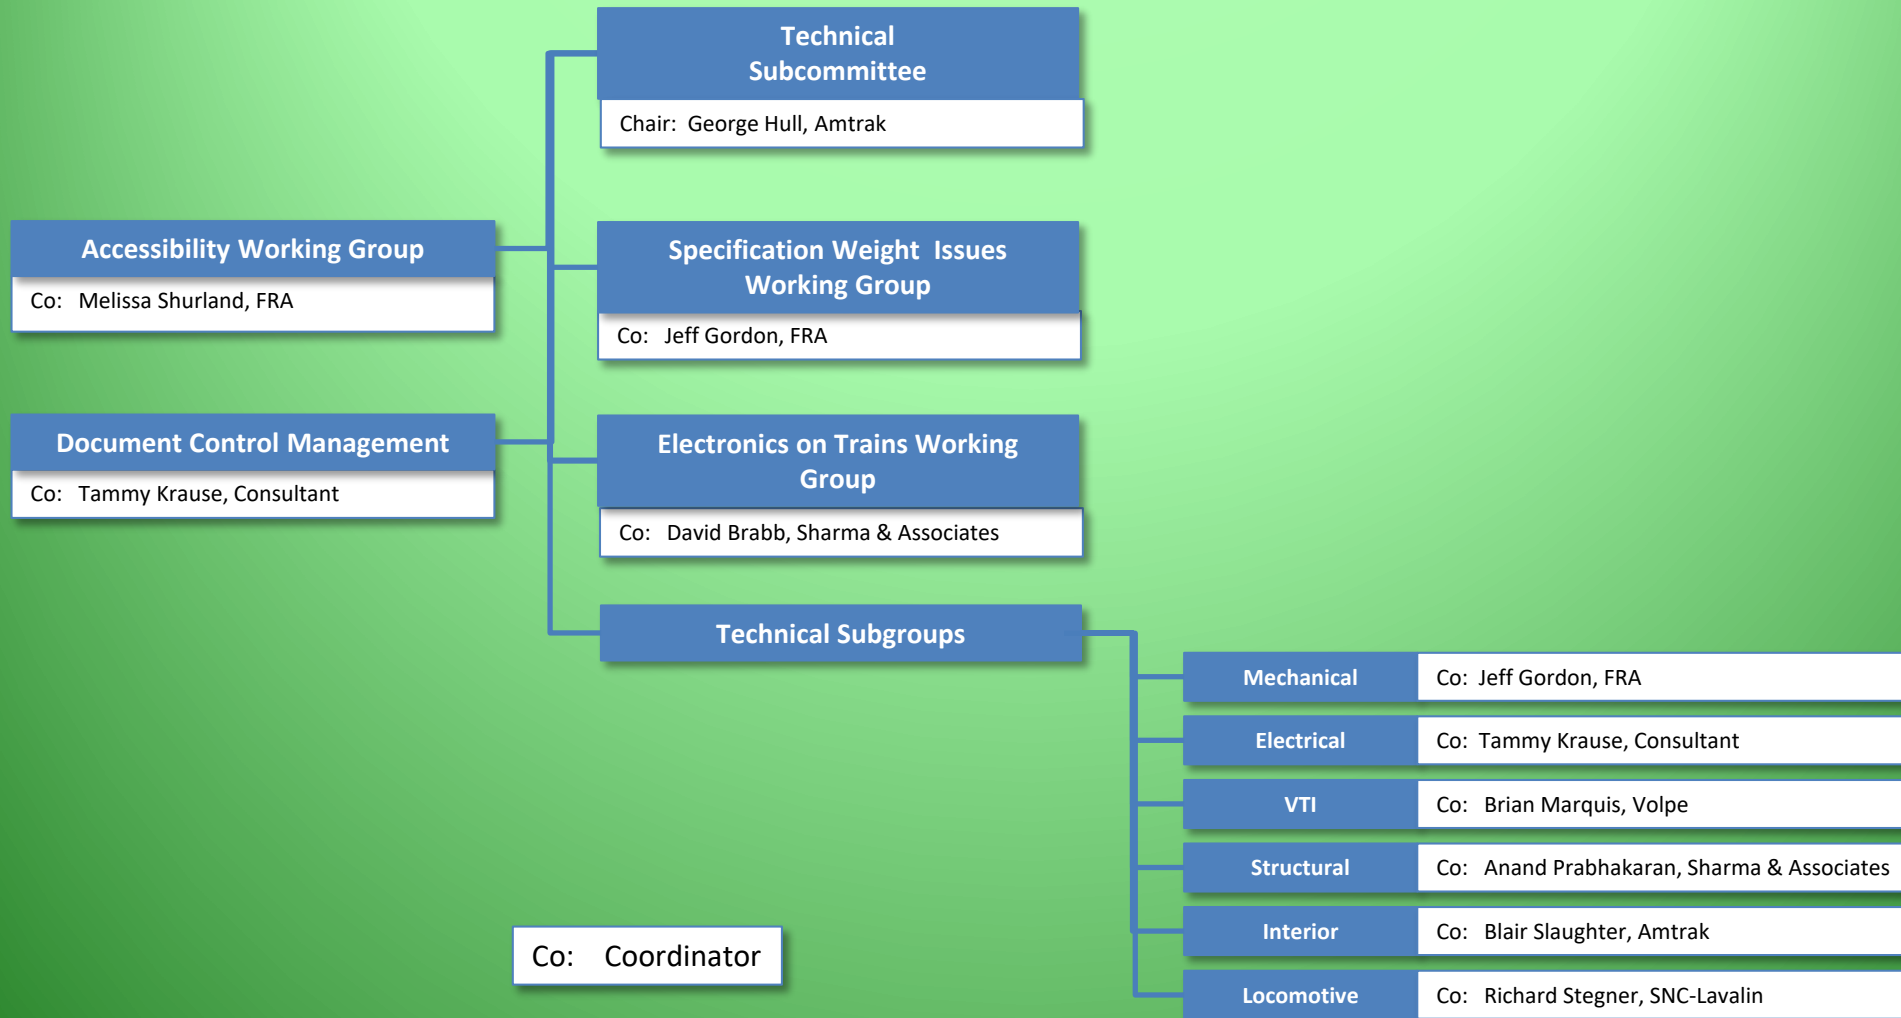 Technical
Subcommittee
Chair: George Hull, Amtrak
Accessibility Working Group
Co: Melissa Shurland, FRA
Specification Weight Issues
Working Group
Co: Jeff Gordon, FRA
Document Control Management
Co: Tammy Krause, Consultant
Electronics on Trains Working
Group
Co: David Brabb, Sharma & Associates
Technical Subgroups
Mechanical Co: Jeff Gordon, FRA
Electrical Co: Tammy Krause, Consultant
VTI Co: Brian Marquis, Volpe
Structural Co: Anand Prabhakaran, Sharma & Associates
Interior Co: Blair Slaughter, Amtrak
Locomotive Co: Richard Stegner, SNC-Lavalin
Co: Coordinator